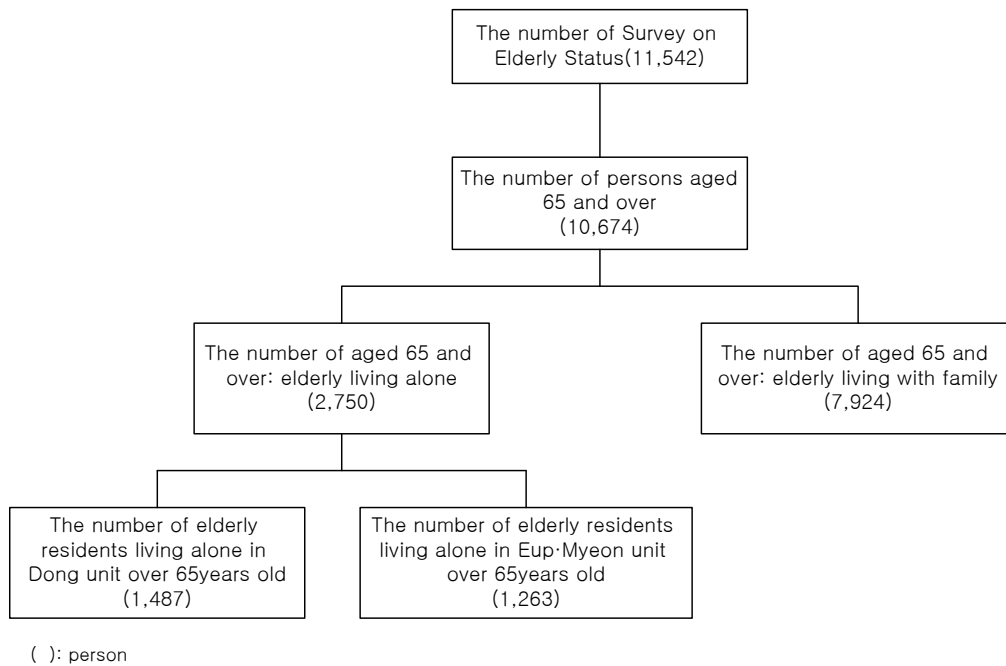 The number of Survey on
Elderly Status(11,542)
The number of persons aged
65 and over
(10,674)
The number of aged 65 and
over: elderly living alone
(2,750)
The number of aged 65 and
over: elderly living with family
(7,924)
The number of elderly
residents living alone in
Dong unit over 65years old
(1,487)
The number of elderly residents
living alone in Eup·Myeon unit
over 65years old
(1,263)
( ): person